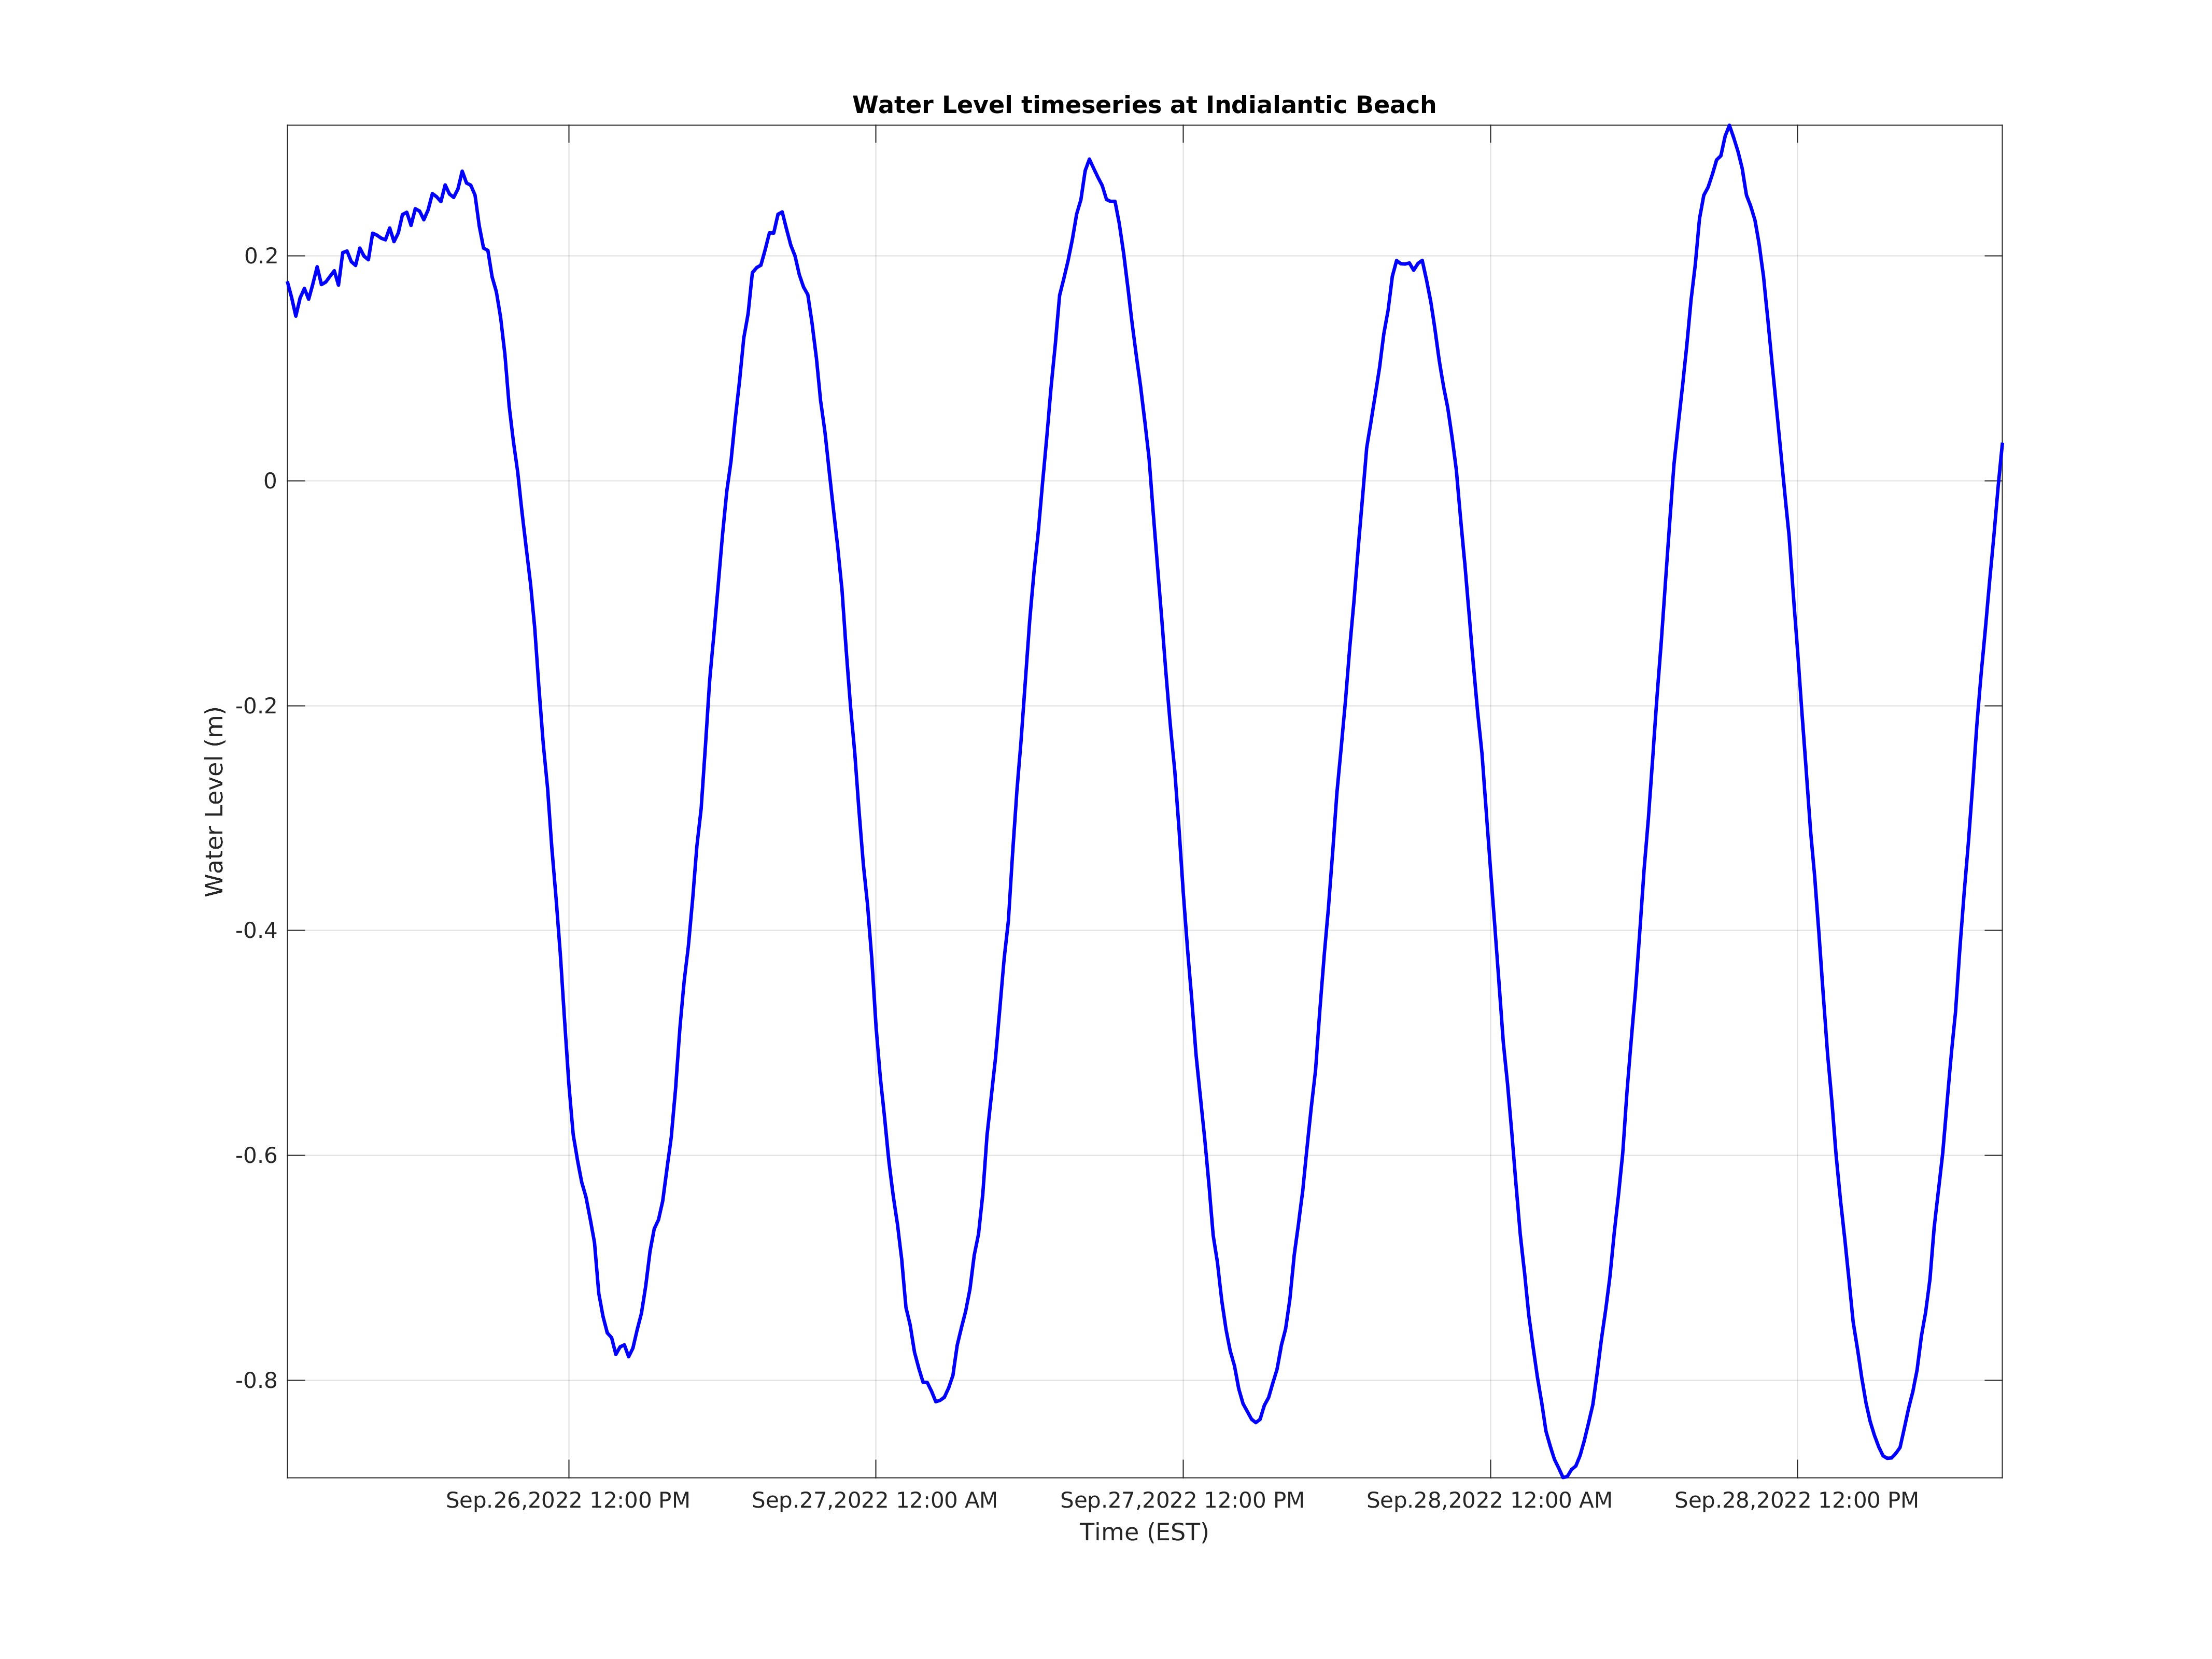 Water Level timeseries at Indialantic Beach
0.2
0
-0.2
-0.4
-0.6
-0.8
Water Level (m)
Sep.26,2022 12:00 PM
Sep.27,2022 12:00 AM
Sep.27,2022 12:00 PM
Sep.28,2022 12:00 AM
Sep.28,2022 12:00 PM
Time (EST)